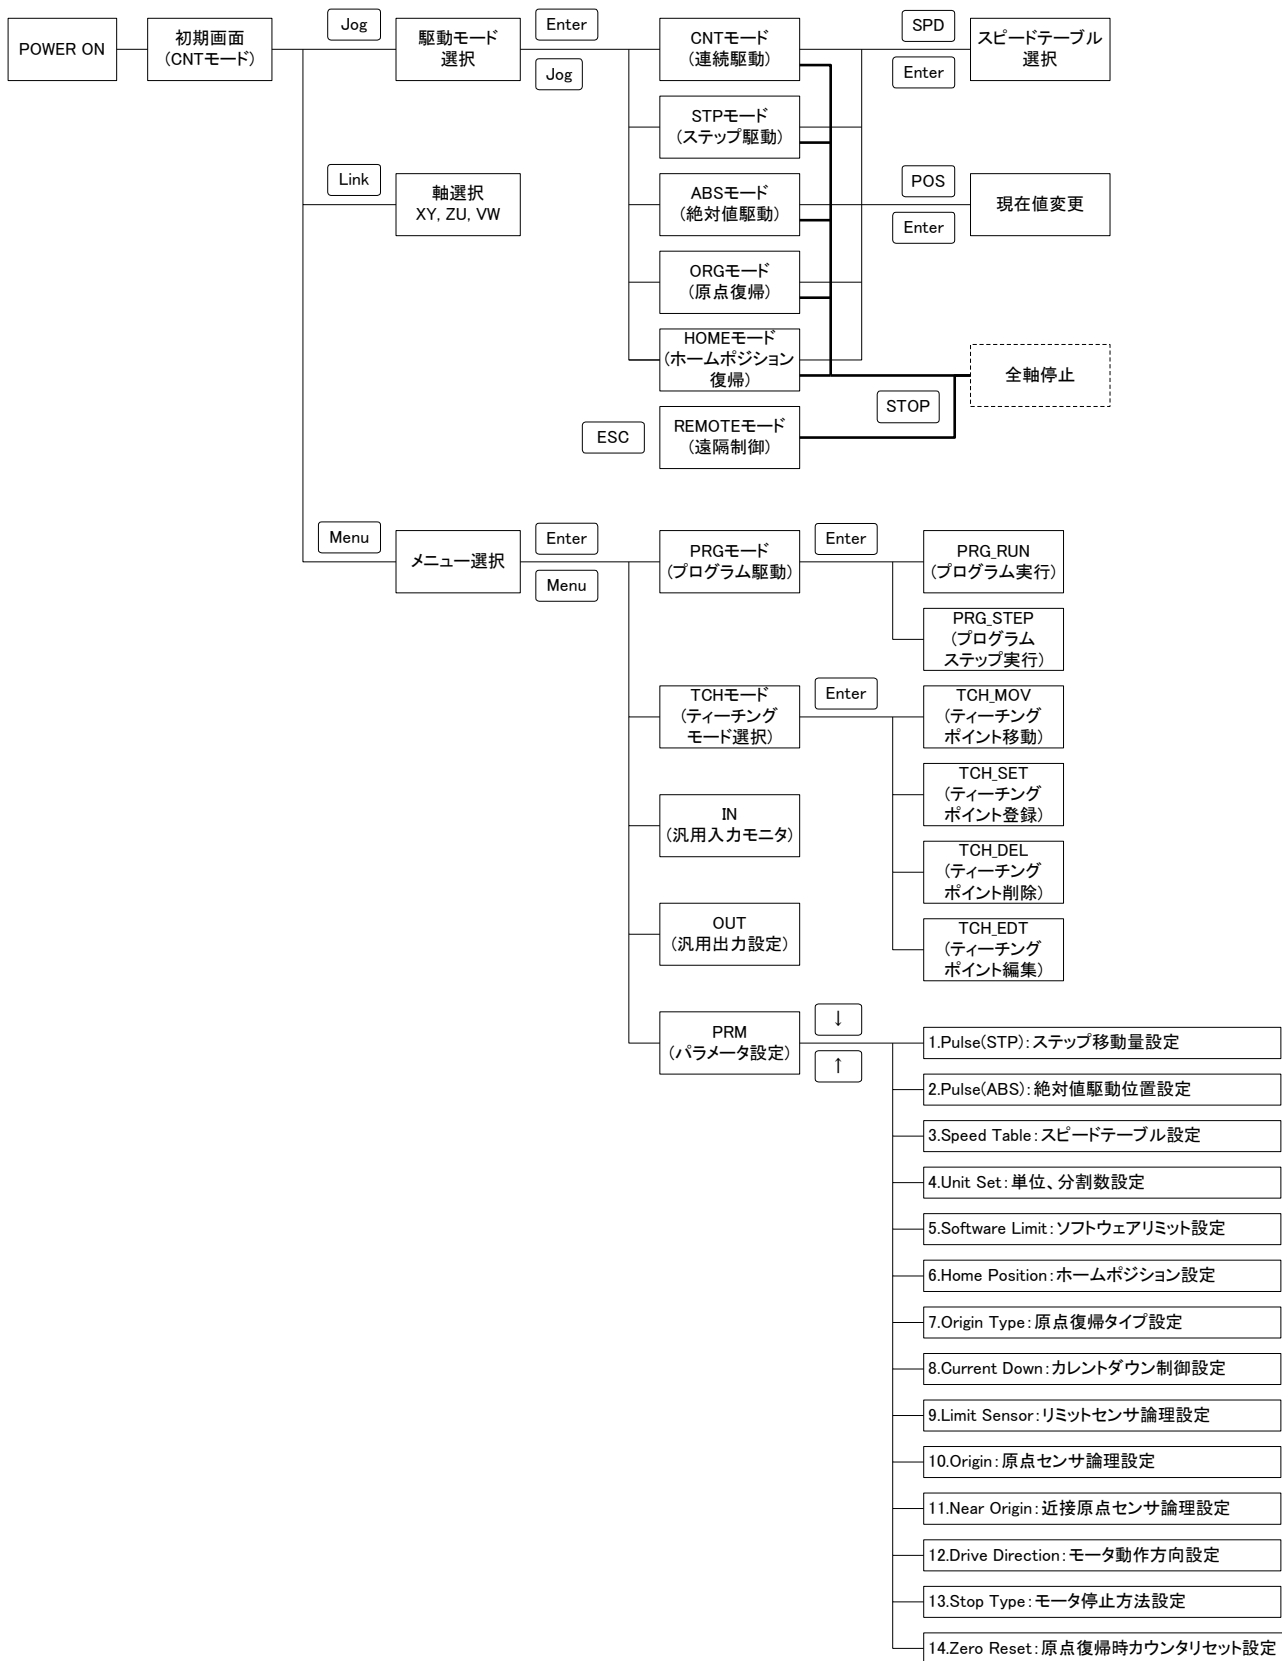 POWER ON
初期画面
(CNTモード)
Jog
駆動モード
選択
Enter
Jog
CNTモード
(連続駆動)
SPD
Enter
スピードテーブル
選択
STPモード
(ステップ駆動)
Link
軸選択
XY, ZU, VW
ABSモード
(絶対値駆動)
POS
Enter
現在値変更
ORGモード
(原点復帰)
HOMEモード
(ホームポジション
復帰)
全軸停止
STOP
ESC
REMOTEモード
(遠隔制御)
Menu
メニュー選択
Enter
Menu
PRGモード
(プログラム駆動)
Enter
PRG_RUN
(プログラム実行)
PRG_STEP
(プログラム
ステップ実行)
TCHモード
(ティーチング
モード選択)
Enter
TCH_MOV
(ティーチング
ポイント移動)
TCH_SET
(ティーチング
ポイント登録)
IN
(汎用入力モニタ)
TCH_DEL
(ティーチング
ポイント削除)
OUT
(汎用出力設定)
TCH_EDT
(ティーチング
ポイント編集)
PRM
(パラメータ設定)
↓
↑
1.Pulse(STP):ステップ移動量設定
2.Pulse(ABS):絶対値駆動位置設定
3.Speed Table:スピードテーブル設定
4.Unit Set:単位、分割数設定
5.Software Limit:ソフトウェアリミット設定
6.Home Position:ホームポジション設定
7.Origin Type:原点復帰タイプ設定
8.Current Down:カレントダウン制御設定
9.Limit Sensor:リミットセンサ論理設定
10.Origin:原点センサ論理設定
11.Near Origin:近接原点センサ論理設定
12.Drive Direction:モータ動作方向設定
13.Stop Type:モータ停止方法設定
14.Zero Reset:原点復帰時カウンタリセット設定